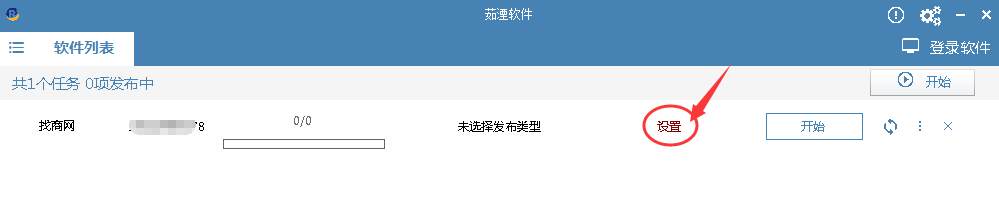 茹湮软件
软件列表 登录软件
共1个任务 0项发布中 开始
找商网 78 0/0 未选择发布类型 设置 开始